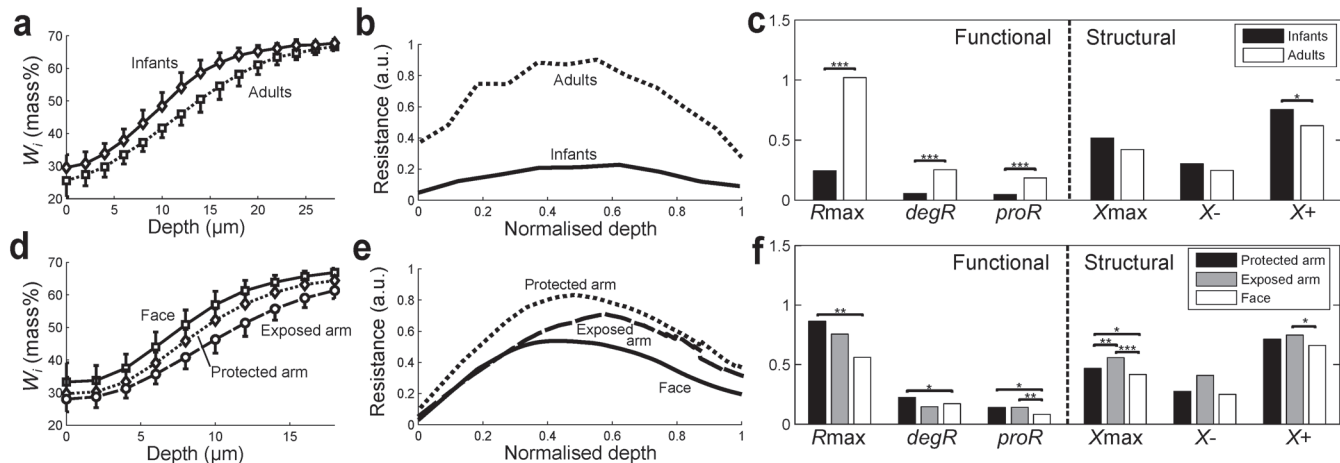 a
W_i (mass%)
70
60
50
40
30
20
Infants
Adults
0 5 10 15 20 25
Depth (µm)
b
Resistance (a.u.)
1
0.8
0.6
0.4
0.2
0
Adults
Infants
0 0.2 0.4 0.6 0.8 1
Normalised depth
c
1.5
1
0.5
0
Functional Structural
Infants
Adults
***
***
***
*
Rmax degR proR Xmax X- X+
d
W_i (mass%)
70
60
50
40
30
20
Face
Exposed arm
Protected arm
0 5 10 15
Depth (µm)
e
Resistance (a.u.)
1
0.8
0.6
0.4
0.2
0
Protected arm
Exposed
arm
Face
0 0.2 0.4 0.6 0.8 1
Normalised depth
f
1.5
1
0.5
0
Functional Structural
Protected arm
Exposed arm
Face
**
*
*
**
*
**
***
*
Rmax degR proR Xmax X- X+